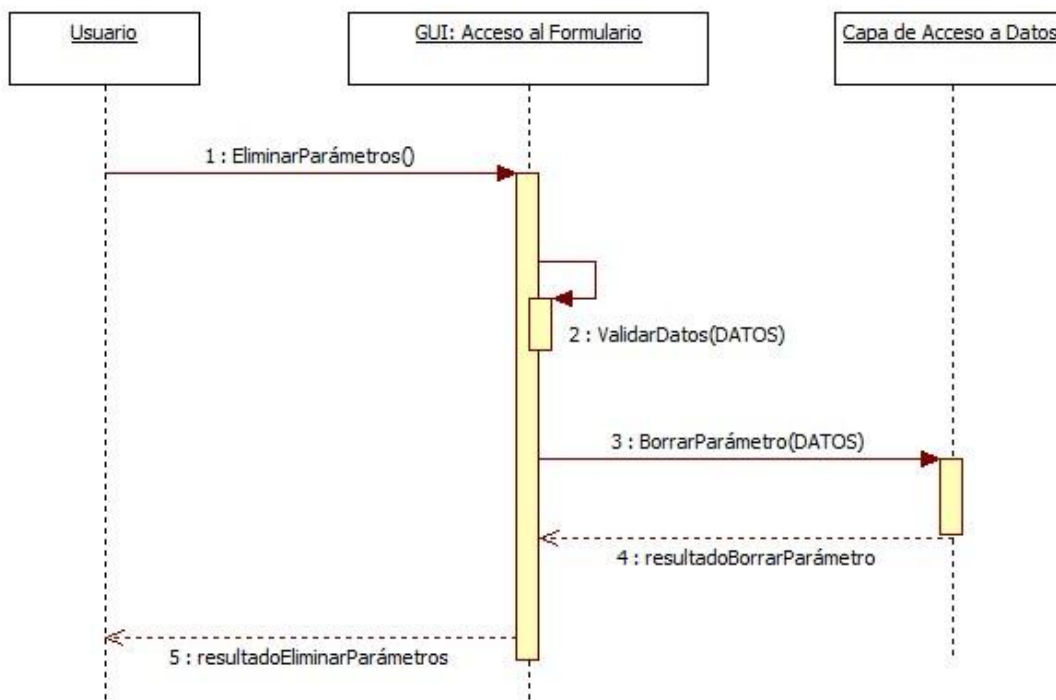 Usuario
GUI: Acceso al Formulario
Capa de Acceso a Datos
1 : EliminarParámetros()
2 : ValidarDatos(DATOS)
3 : BorrarParámetro(DATOS)
4 : resultadoBorrarParámetro
5 : resultadoEliminarParámetros